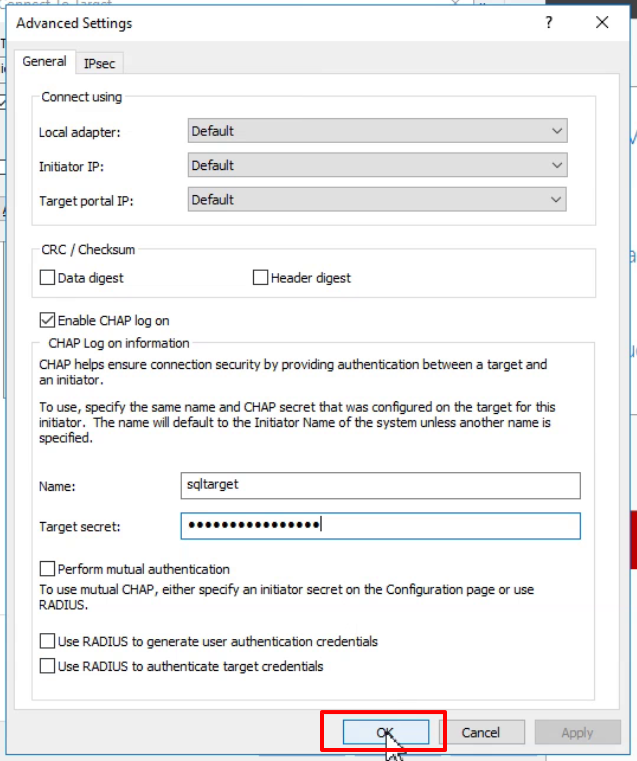 Connect To Target
Advanced Settings
?
General
IPsec
Connect using
Local adapter:
Default
Initiator IP:
Default
Target portal IP:
Default
CRC / Checksum
Data digest
Header digest
Enable CHAP log on
CHAP Log on information
CHAP helps ensure connection security by providing authentication between a target and
an initiator.
To use, specify the same name and CHAP secret that was configured on the target for this
initiator. The name will default to the Initiator Name of the system unless another name is
specified.
Name:
sqltarget
Target secret:
••••••••••••••••
Perform mutual authentication
To use mutual CHAP, either specify an initiator secret on the Configuration page or use
RADIUS.
Use RADIUS to generate user authentication credentials
Use RADIUS to authenticate target credentials
OK
Cancel
Apply